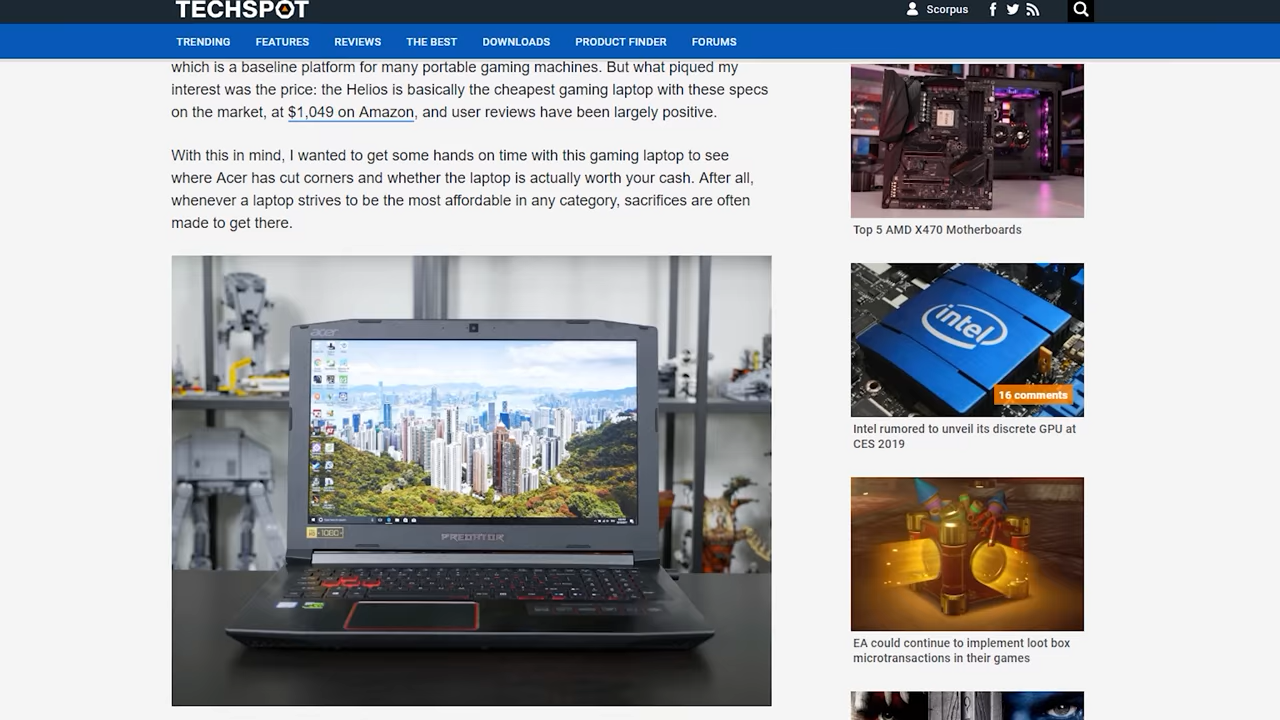 TECHSPOT
Scorpus
TRENDING FEATURES REVIEWS THE BEST DOWNLOADS PRODUCT FINDER FORUMS
which is a baseline platform for many portable gaming machines. But what piqued my
interest was the price: the Helios is basically the cheapest gaming laptop with these specs
on the market, at $1,049 on Amazon, and user reviews have been largely positive.
With this in mind, I wanted to get some hands on time with this gaming laptop to see
where Acer has cut corners and whether the laptop is actually worth your cash. After all,
whenever a laptop strives to be the most affordable in any category, sacrifices are often
made to get there.
acer
PREDATOR
Top 5 AMD X470 Motherboards
intel
16 comments
Intel rumored to unveil its discrete GPU at
CES 2019
EA could continue to implement loot box
microtransactions in their games